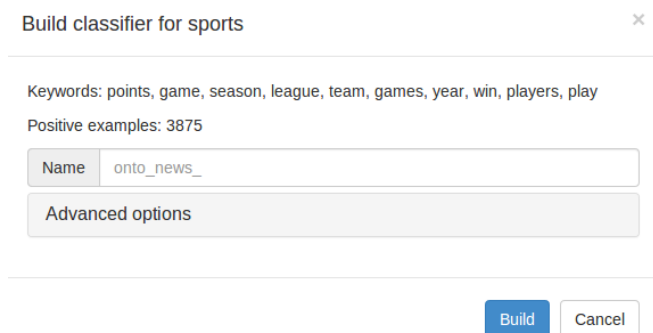 Build classifier for sports ×
Keywords: points, game, season, league, team, games, year, win, players, play
Positive examples: 3875
Name onto_news_
Advanced options
Build Cancel